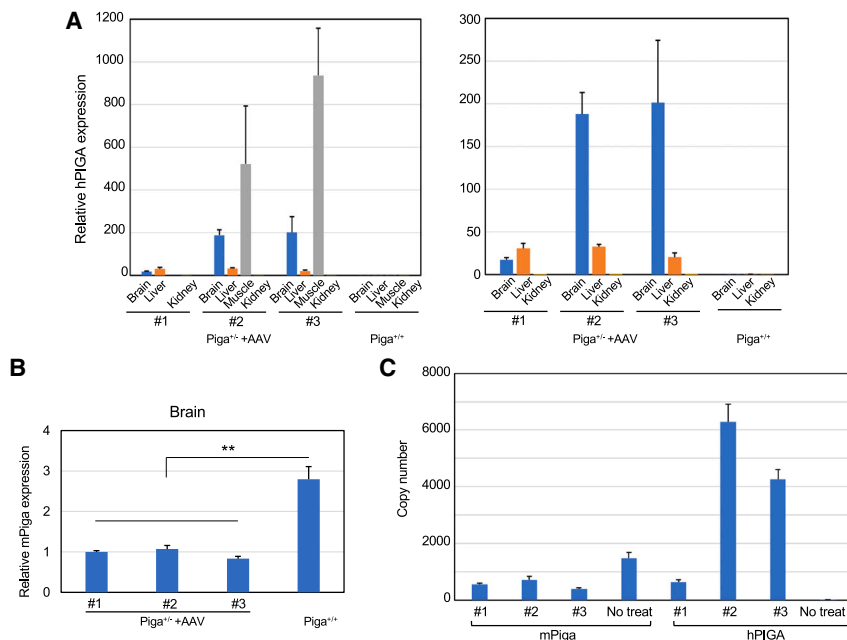 A
Relative hPIGA expression
1200
1000
800
600
400
200
0
Brain Liver Kidney Brain Liver Muscle Kidney Brain Liver Muscle Kidney Brain Liver Muscle Kidney
#1 #2 #3
Piga+/- +AAV Piga+/+
300
250
200
150
100
50
0
Brain Liver Kidney Brain Liver Kidney Brain Liver Kidney Brain Liver Kidney
#1 #2 #3
Piga+/- +AAV Piga+/+
B
Brain
Relative mPiga expression
4
3
2
1
0
**
#1 #2 #3
Piga+/- +AAV Piga+/+
C
Copy number
8000
6000
4000
2000
0
#1 #2 #3 No treat #1 #2 #3 No treat
mPiga hPIGA